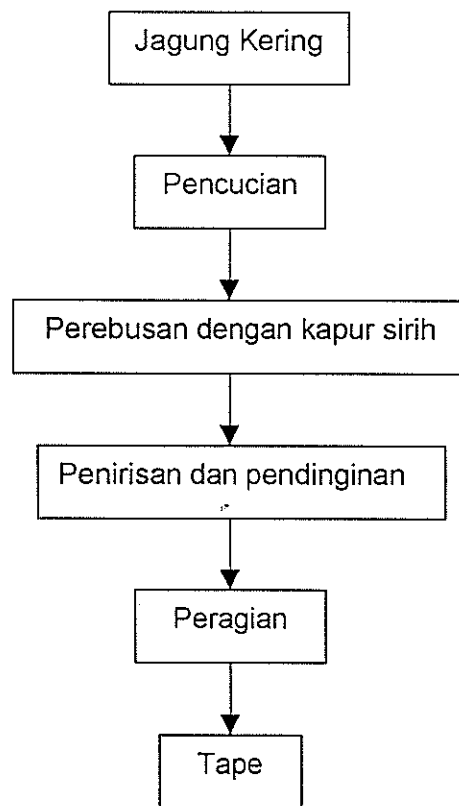 Jagung Kering
Pencucian
Perebusan dengan kapur sirih
Penirisan dan pendinginan
Peragian
Tape